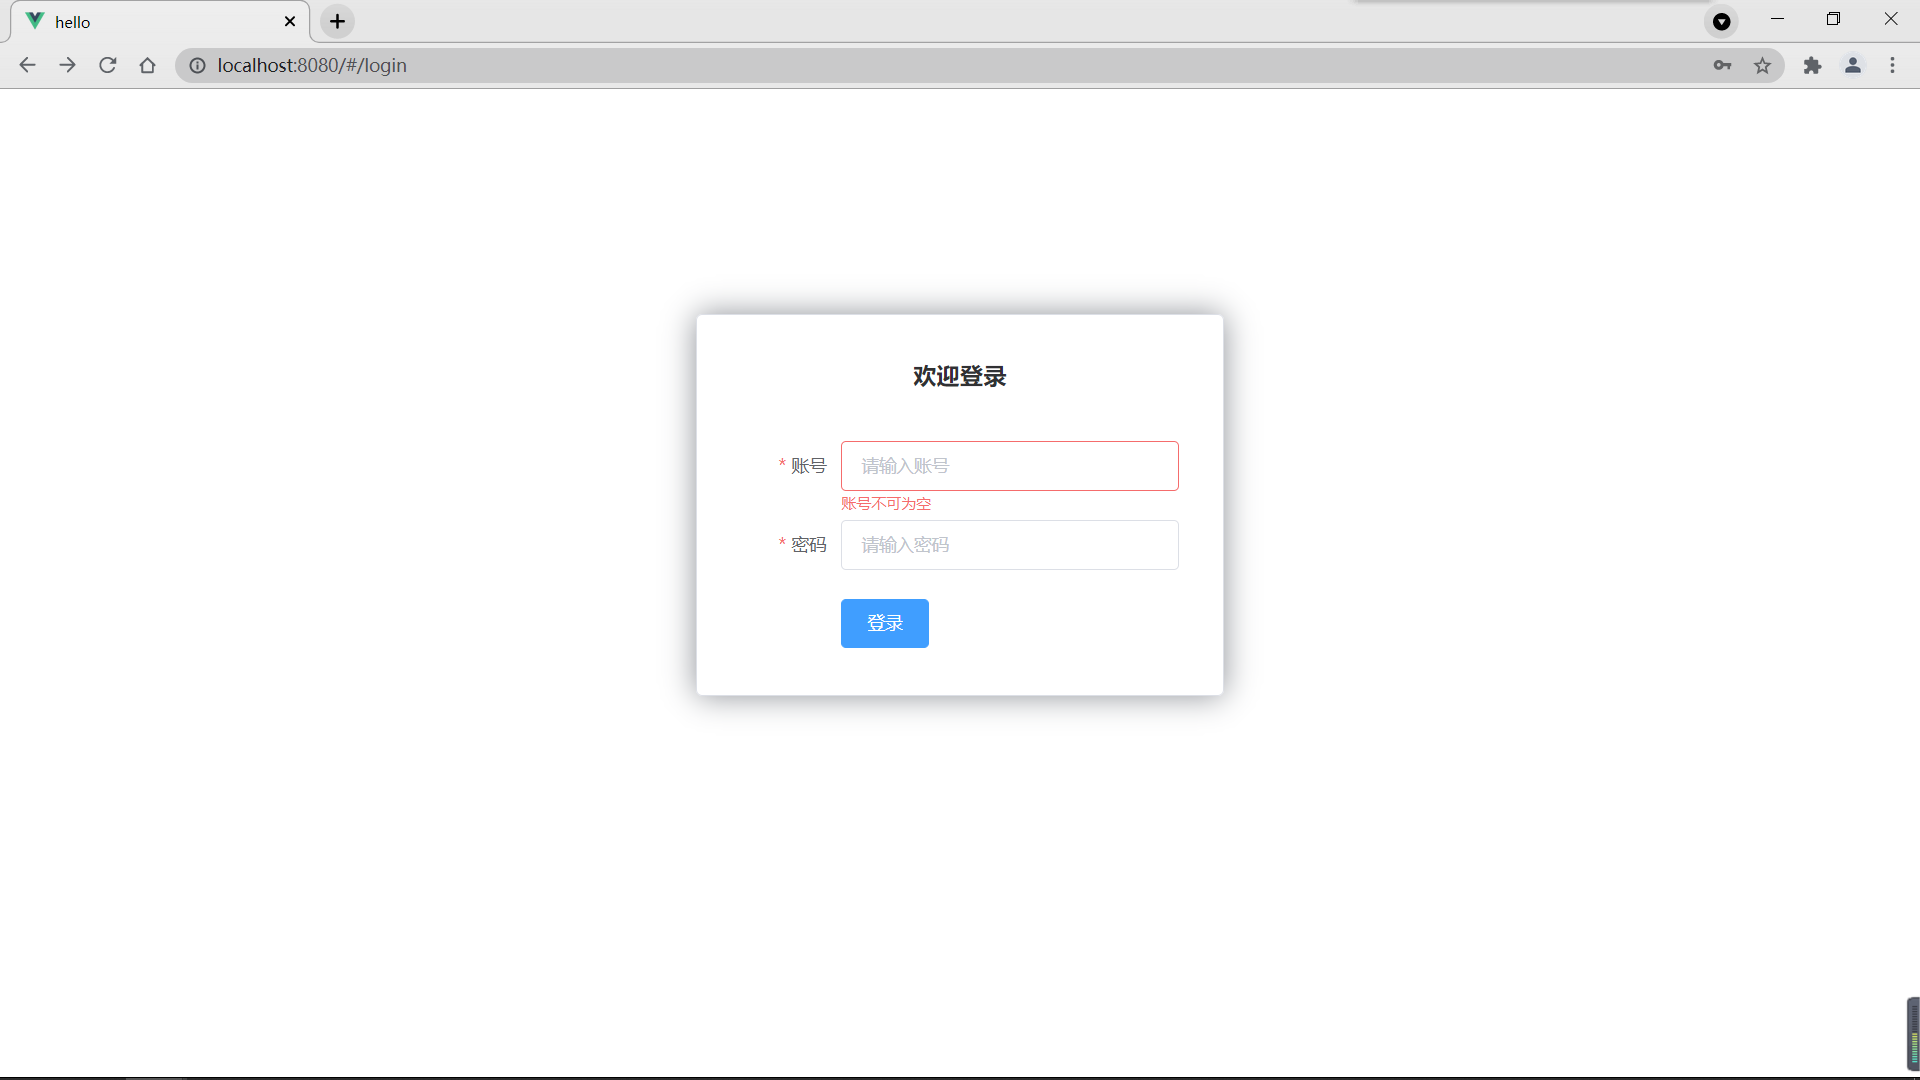 hello
localhost:8080/#/login
欢迎登录
* 账号 请输入账号
账号不可为空
* 密码 请输入密码
登录